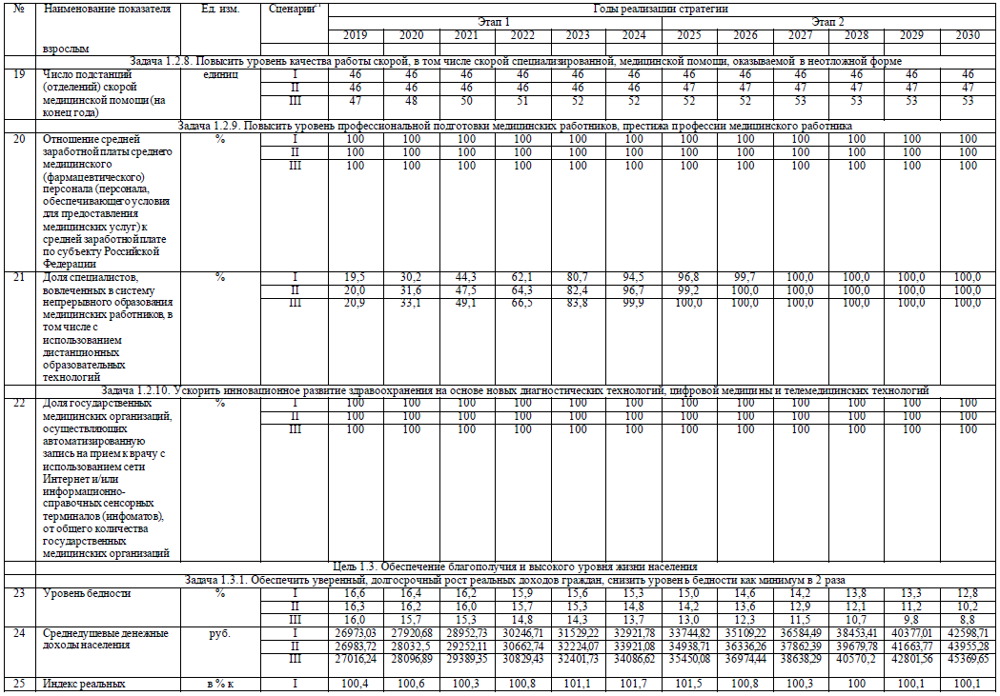 № Наименование показателя Ед. изм. Сценарии Годы реализации стратегии
Этап 1 Этап 2
2019 2020 2021 2022 2023 2024 2025 2026 2027 2028 2029 2030
взрослым
Задача 1.2.8. Повысить уровень качества работы скорой, в том числе скорой специализированной, медицинской помощи, оказываемой в неотложной форме
19 Число подстанций единиц I 46 46 46 46 46 46 46 46 46 46 46 46
(отделений) скорой II 46 46 46 46 46 46 47 47 47 47 47 47
медицинской помощи (на III 47 48 50 51 52 52 52 52 53 53 53 53
конец года)
Задача 1.2.9. Повысить уровень профессиональной подготовки медицинских работников, престижа профессии медицинского работника
20 Отношение средней % I 100 100 100 100 100 100 100 100 100 100 100 100
заработной платы среднего II 100 100 100 100 100 100 100 100 100 100 100 100
медицинского III 100 100 100 100 100 100 100 100 100 100 100 100
(фармацевтического)
персонала (персонала,
обеспечивающего условия
для предоставления
медицинских услуг) к
средней заработной плате
по субъекту Российской
Федерации
21 Доля специалистов, % I 19,5 30,2 44,3 62,1 80,7 94,5 96,8 99,7 100,0 100,0 100,0 100,0
вовлеченных в систему II 20,0 31,6 47,5 64,3 82,4 96,7 99,2 100,0 100,0 100,0 100,0 100,0
непрерывного образования III 20,9 33,1 49,1 66,5 83,8 99,9 100,0 100,0 100,0 100,0 100,0 100,0
медицинских работников, в
том числе с
использованием
дистанционных
образовательных
технологий
Задача 1.2.10. Ускорить инновационное развитие здравоохранения на основе новых диагностических технологий, цифровой медицины и телемедицинских технологий
22 Доля государственных % I 100 100 100 100 100 100 100 100 100 100 100 100
медицинских организаций, II 100 100 100 100 100 100 100 100 100 100 100 100
осуществляющих III 100 100 100 100 100 100 100 100 100 100 100 100
автоматизированную
запись на прием к врачу с
использованием сети
Интернет и/или
информационно-
справочных сенсорных
терминалов (инфоматов),
от общего количества
государственных
медицинских организаций
Цель 1.3. Обеспечение благополучия и высокого уровня жизни населения
Задача 1.3.1. Обеспечить уверенный, долгосрочный рост реальных доходов граждан, снизить уровень бедности как минимум в 2 раза
23 Уровень бедности % I 16,6 16,4 16,2 15,9 15,6 15,3 15,0 14,6 14,2 13,8 13,3 12,8
II 16,3 16,2 16,0 15,7 15,3 14,8 14,2 13,6 12,9 12,1 11,2 10,2
III 16,0 15,7 15,3 14,8 14,3 13,7 13,0 12,3 11,5 10,7 9,8 8,8
24 Среднедушевые денежные руб. I 26973,03 27920,68 28952,73 30246,71 31529,22 32921,78 33744,82 35109,22 36584,49 38453,41 40377,01 42598,71
доходы населения II 26983,72 28032,5 29252,11 30662,74 32224,07 33921,08 34938,71 36336,26 37862,39 39679,78 41663,77 43955,28
III 27016,24 28096,89 29389,35 30829,43 32401,73 34086,62 35450,08 36974,44 38638,29 40570,2 42801,56 45369,65
25 Индекс реальных в % к I 100,4 100,6 100,3 100,8 101,1 101,7 101,5 100,8 100,3 100 100,1 100,1